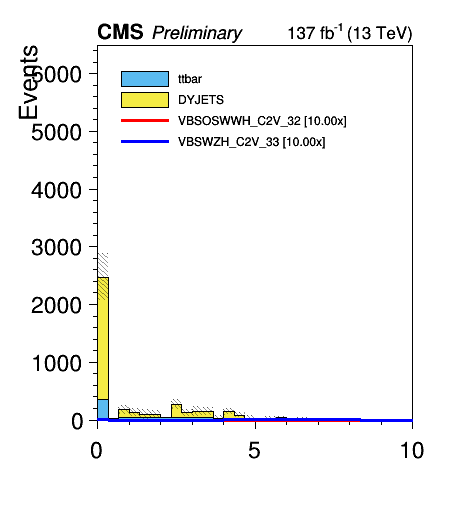 CMS Preliminary 137 fb⁻¹ (13 TeV)
Events
6000
5000
4000
3000
2000
1000
0
ttbar
DYJETS
VBSOSWWH_C2V_32 [10.00x]
VBSWZH_C2V_33 [10.00x]
0 5 10